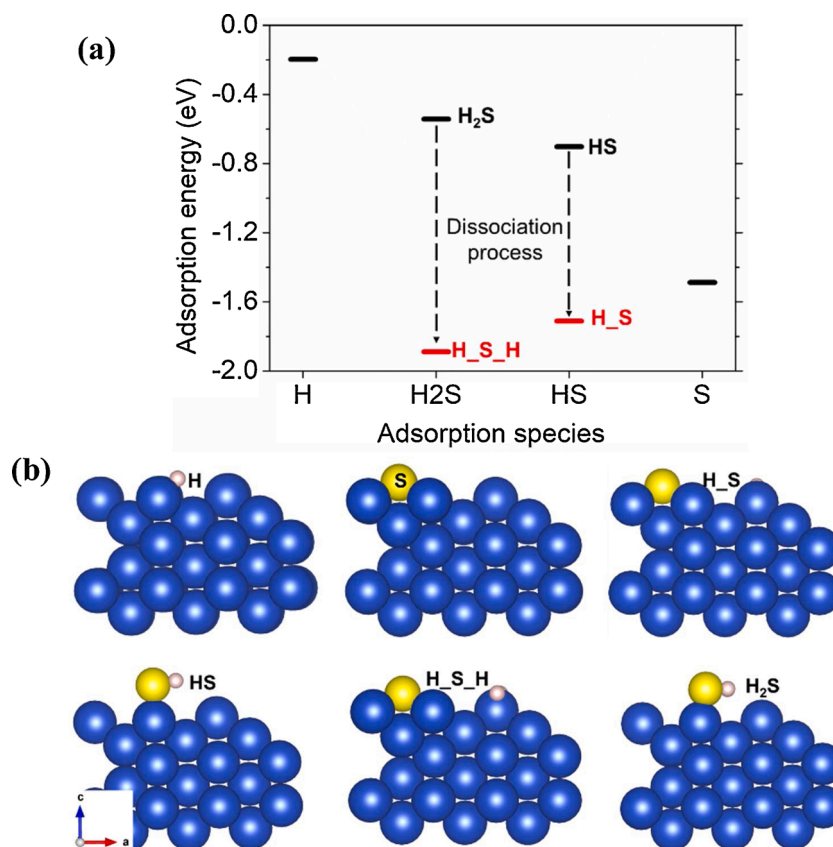 (a)
Adsorption energy (eV)
0.0
-0.4
-0.8
-1.2
-1.6
-2.0
H₂S
HS
Dissociation
process
H_S_H
H_S
H
H2S
HS
S
Adsorption species
(b)
H
S
H_S
HS
H_S_H
H₂S
c
a